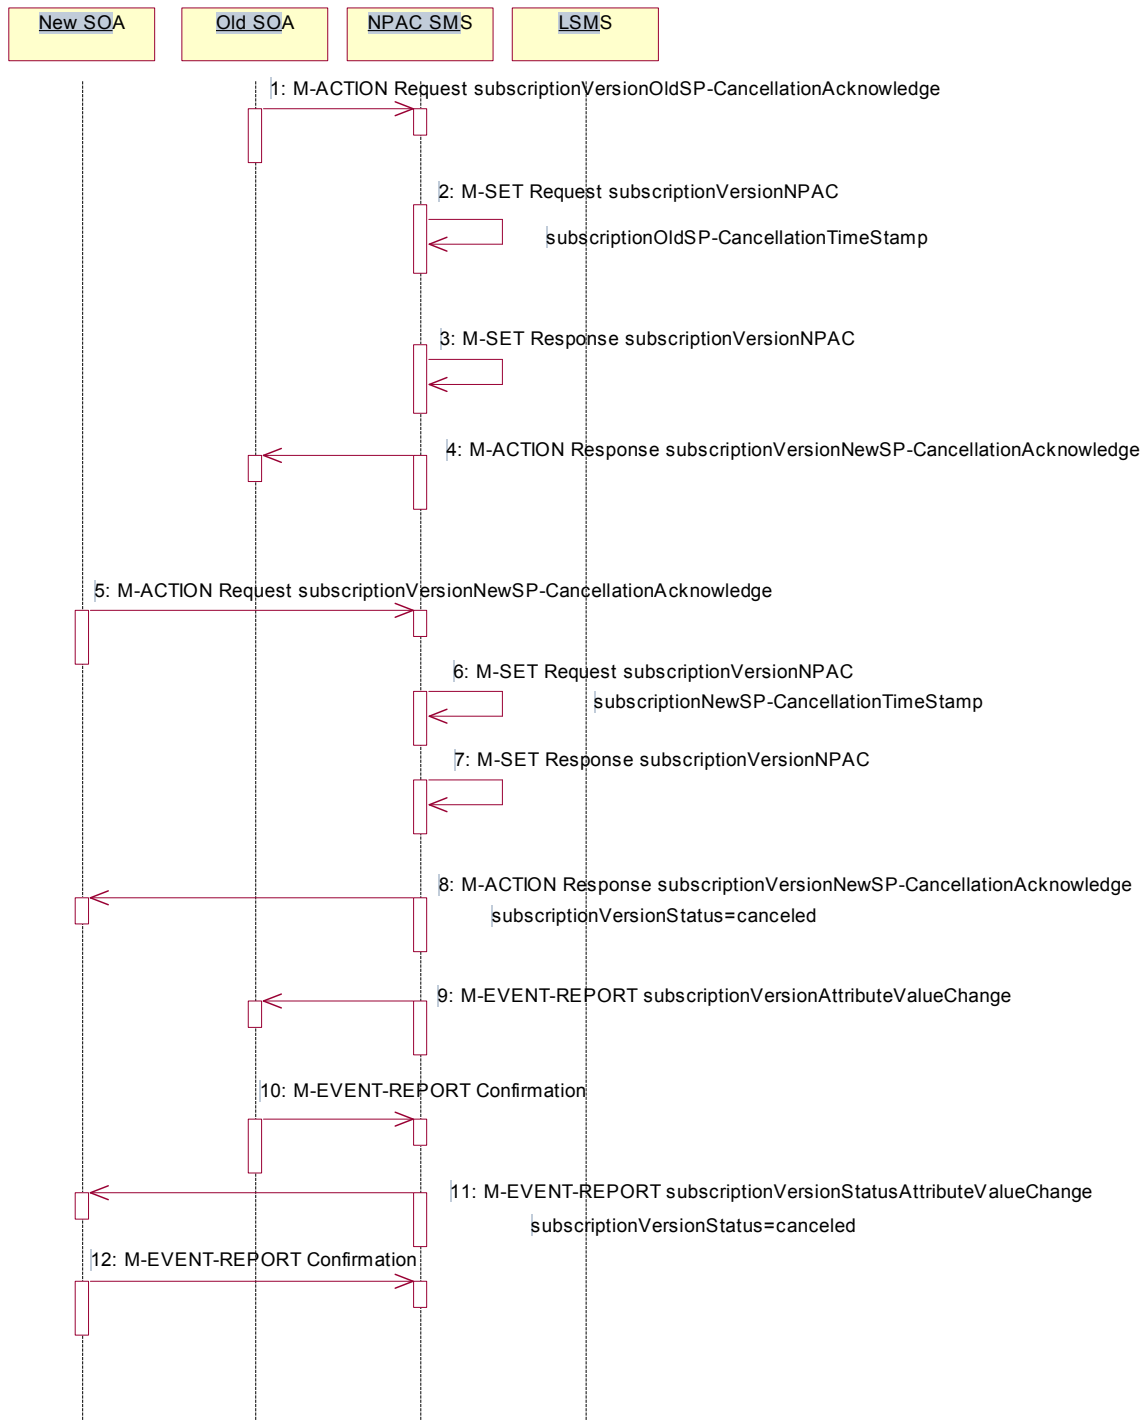 New SOA
Old SOA
NPAC SMS
LSMS
1: M-ACTION Request subscriptionVersionOldSP-CancellationAcknowledge
2: M-SET Request subscriptionVersionNPAC
subscriptionOldSP-CancellationTimeStamp
3: M-SET Response subscriptionVersionNPAC
4: M-ACTION Response subscriptionVersionNewSP-CancellationAcknowledge
5: M-ACTION Request subscriptionVersionNewSP-CancellationAcknowledge
6: M-SET Request subscriptionVersionNPAC
subscriptionNewSP-CancellationTimeStamp
7: M-SET Response subscriptionVersionNPAC
8: M-ACTION Response subscriptionVersionNewSP-CancellationAcknowledge
subscriptionVersionStatus=canceled
9: M-EVENT-REPORT subscriptionVersionAttributeValueChange
10: M-EVENT-REPORT Confirmation
11: M-EVENT-REPORT subscriptionVersionStatusAttributeValueChange
subscriptionVersionStatus=canceled
12: M-EVENT-REPORT Confirmation